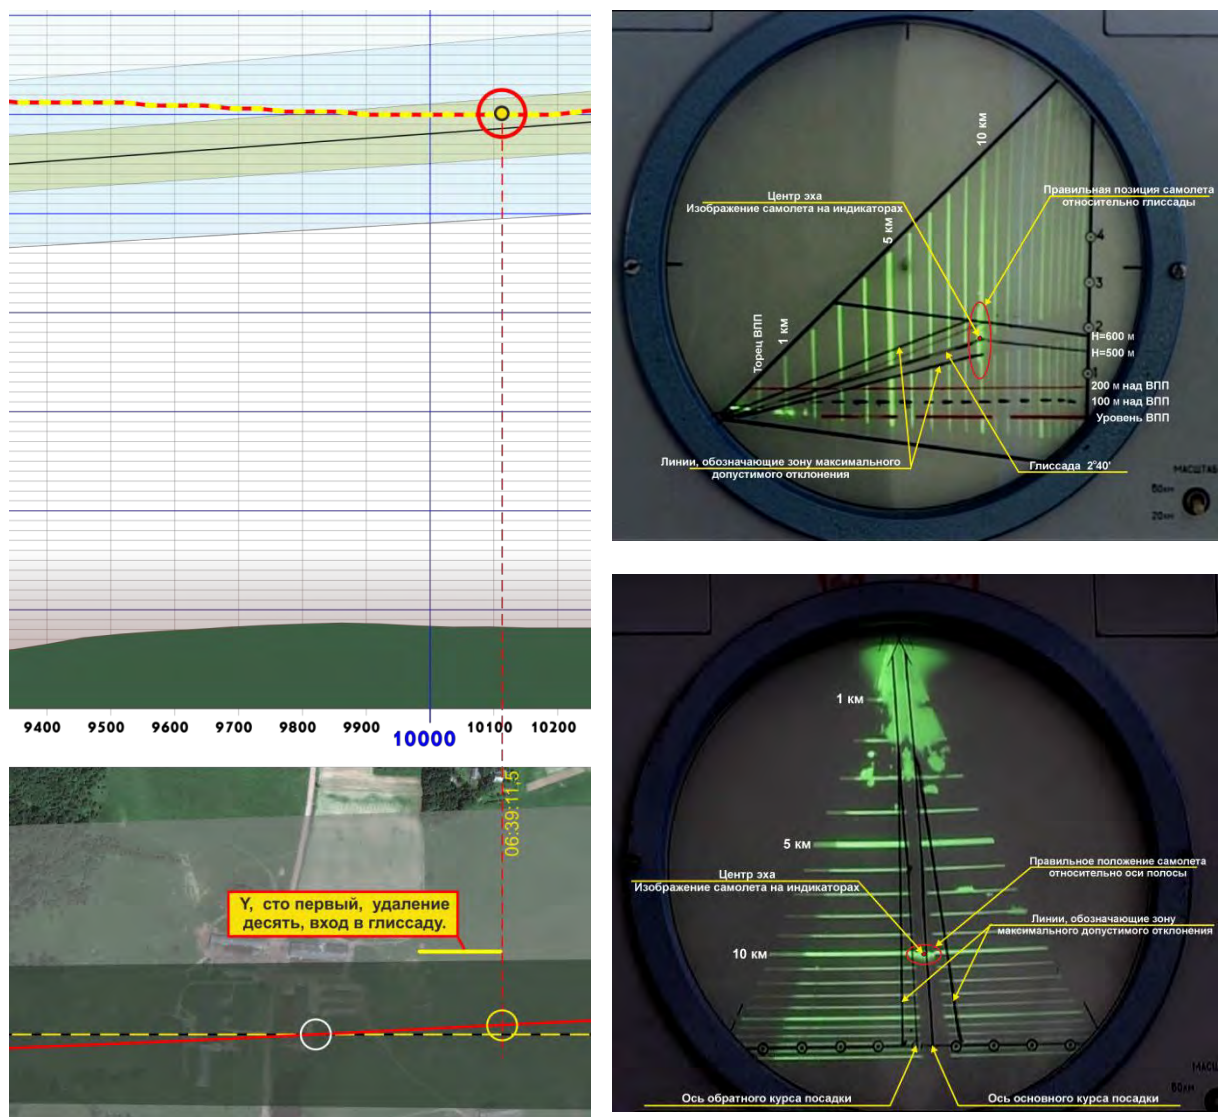 9400 9500 9600 9700 9800 9900 10000 10100 10200
06:39:11.5
Y, сто первый, удаление
десять, вход в глиссаду.
10 км
5 км
1 км
Торец ВПП
Центр эха
Изображение самолета на индикаторах
Правильная позиция самолета
относительно глиссады
4
3
2
H=600 м
H=500 м
1
200 м над ВПП
100 м над ВПП
Уровень ВПП
Линии, обозначающие зону максимального
допустимого отклонения
Глиссада 2°40'
МАСШТАБ
20км
1 км
5 км
Центр эха
Изображение самолета на индикаторах
Правильное положение самолета
относительно оси полосы
Линии, обозначающие зону
максимального допустимого отклонения
10 км
Ось обратного курса посадки
Ось основного курса посадки